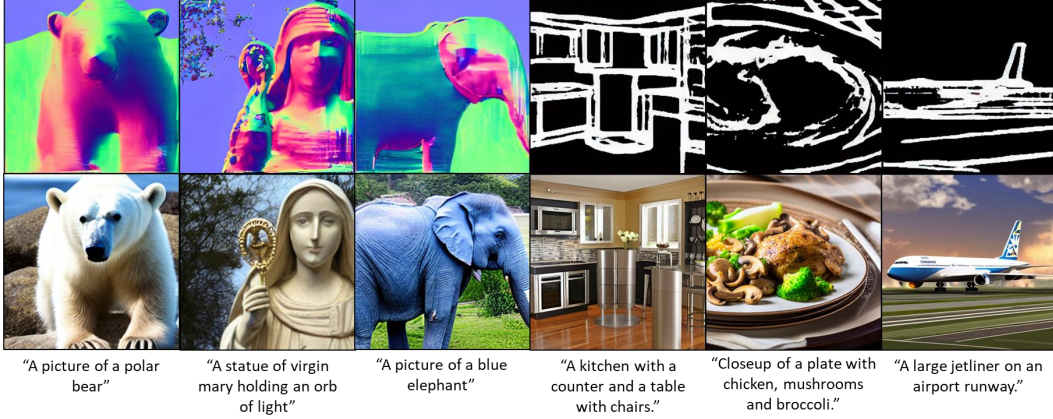 “A picture of a polar
bear”
“A statue of virgin
mary holding an orb
of light”
“A picture of a blue
elephant”
“A kitchen with a
counter and a table
with chairs.”
“Closeup of a plate with
chicken, mushrooms
and broccoli.”
“A large jetliner on an
airport runway.”